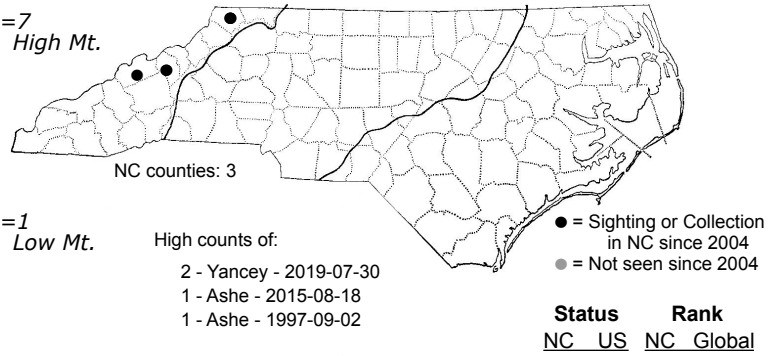 =7
High Mt.
NC counties: 3
=1
Low Mt.
High counts of:
2 - Yancey - 2019-07-30
1 - Ashe - 2015-08-18
1 - Ashe - 1997-09-02
● = Sighting or Collection
in NC since 2004
● = Not seen since 2004
Status Rank
NC US NC Global